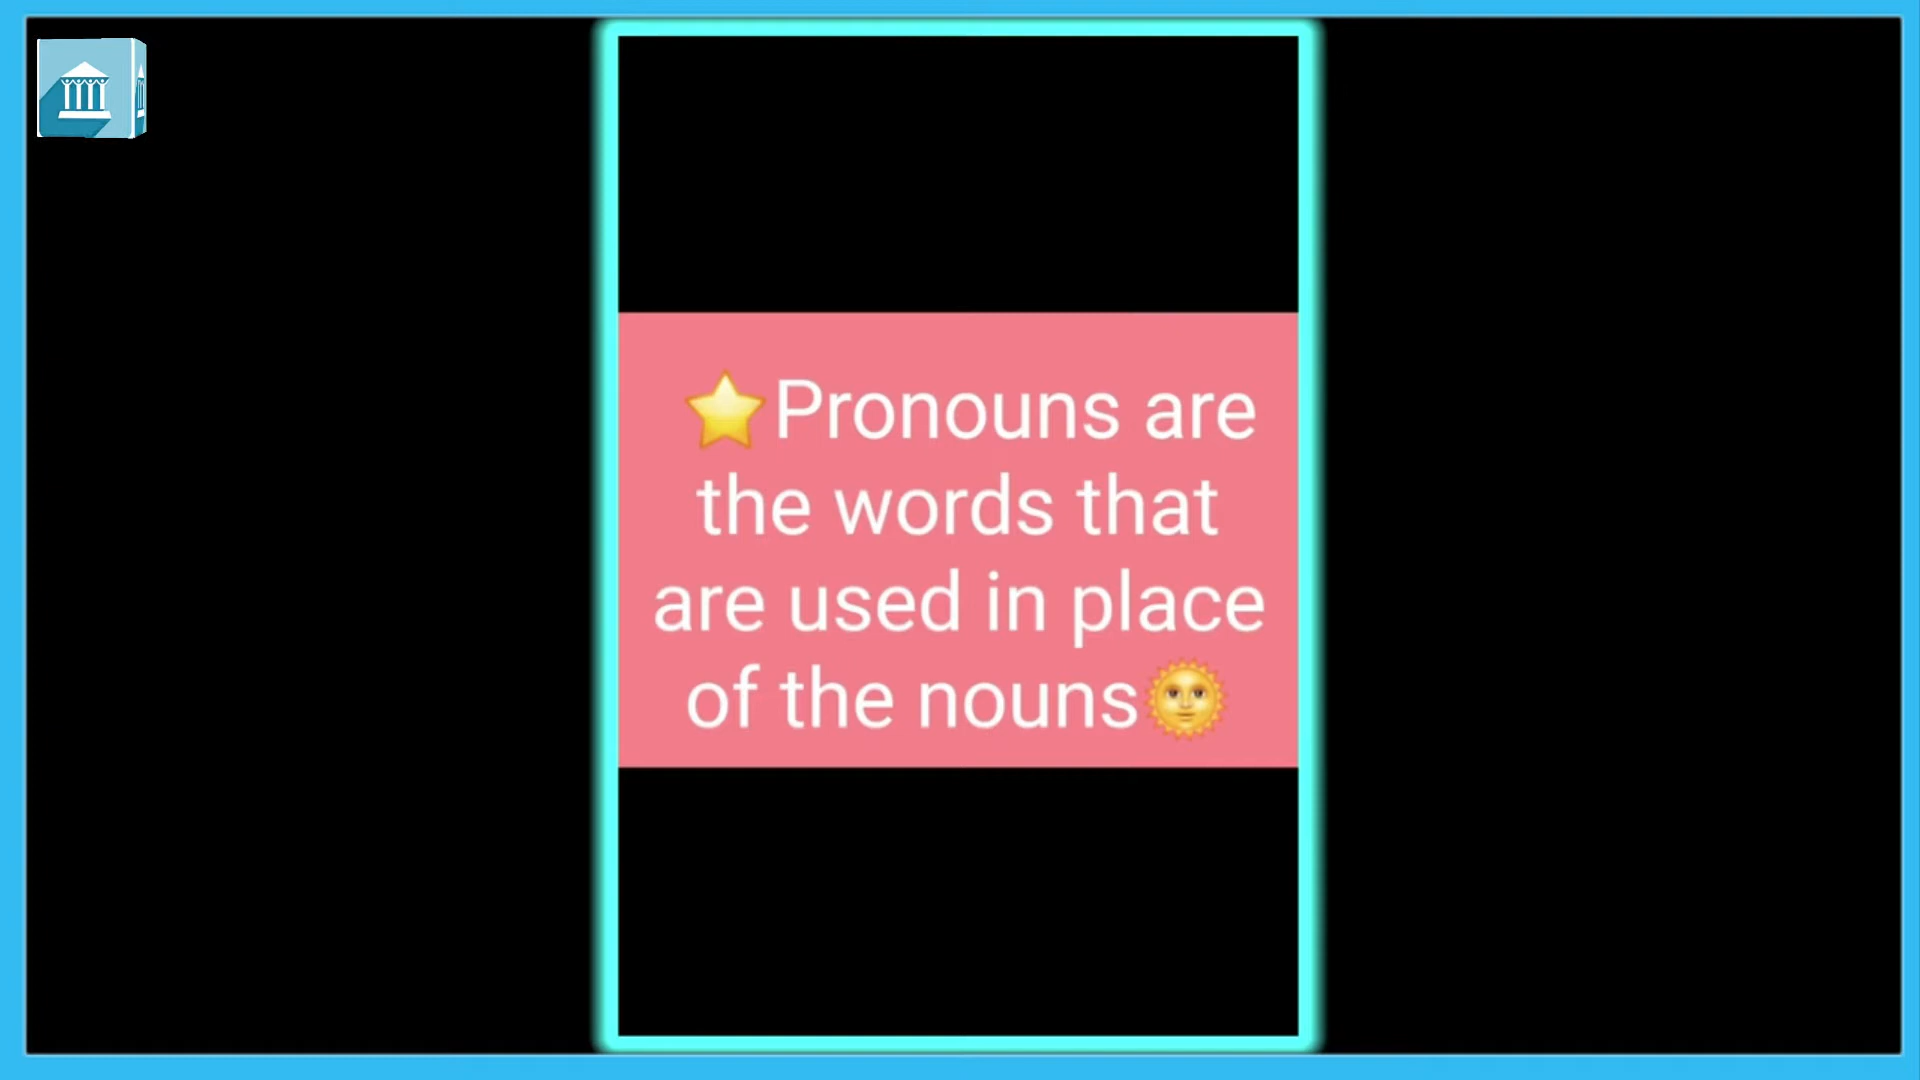 ⭐Pronouns are
the words that
are used in place
of the nouns🌞